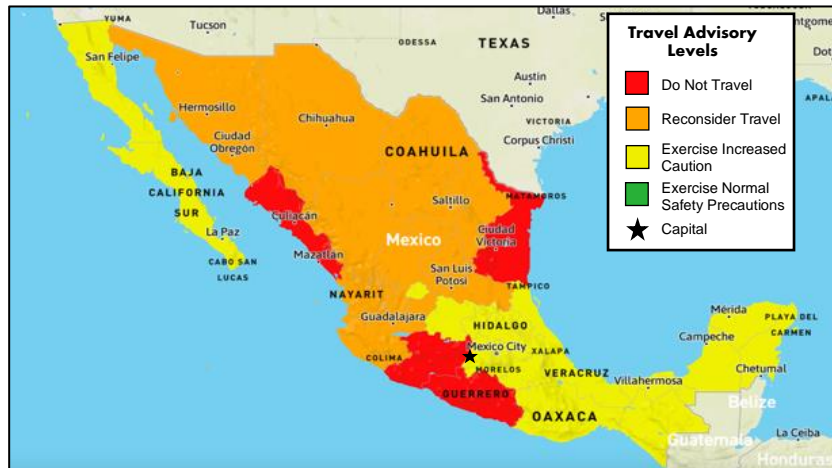 YUMA
Tucson
Dallas
ODESSA
TEXAS
San Felipe
Austin
San Antonio
VICTORIA
Corpus Christi
Hermosillo
Chihuahua
Ciudad
Obregón
COAHUILA
BAJA
CALIFORNIA
SUR
Culiacán
Saltillo
MATAMOROS
La Paz
Mazatlán
Mexico
Ciudad
Victoria
CABO SAN
LUCAS
San Luis
Potosí
NAYARIT
TAMPICO
Guadalajara
HIDALGO
Mérida
PLAYA DEL
CARMEN
COLIMA
Mexico City
XALAPA
Campeche
MORELOS
VERACRUZ
Villahermosa
Chetumal
GUERRERO
OAXACA
Belize
Guatemala
La Ceiba
Honduras
Travel Advisory
Levels
Do Not Travel
Reconsider Travel
Exercise Increased
Caution
Exercise Normal
Safety Precautions
Capital